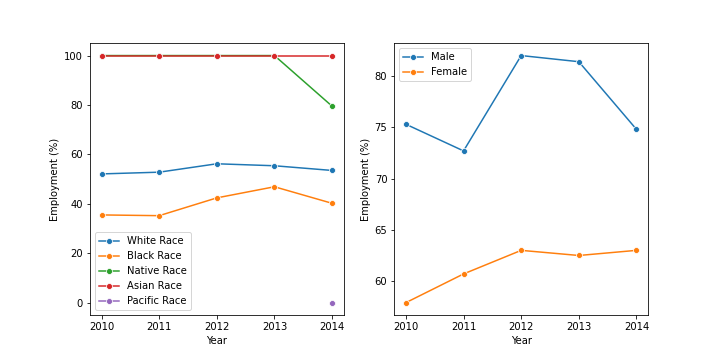 100
80
60
40
20
0
Employment (%)
White Race
Black Race
Native Race
Asian Race
Pacific Race
2010 2011 2012 2013 2014
Year
80
75
70
65
60
Employment (%)
Male
Female
2010 2011 2012 2013 2014
Year